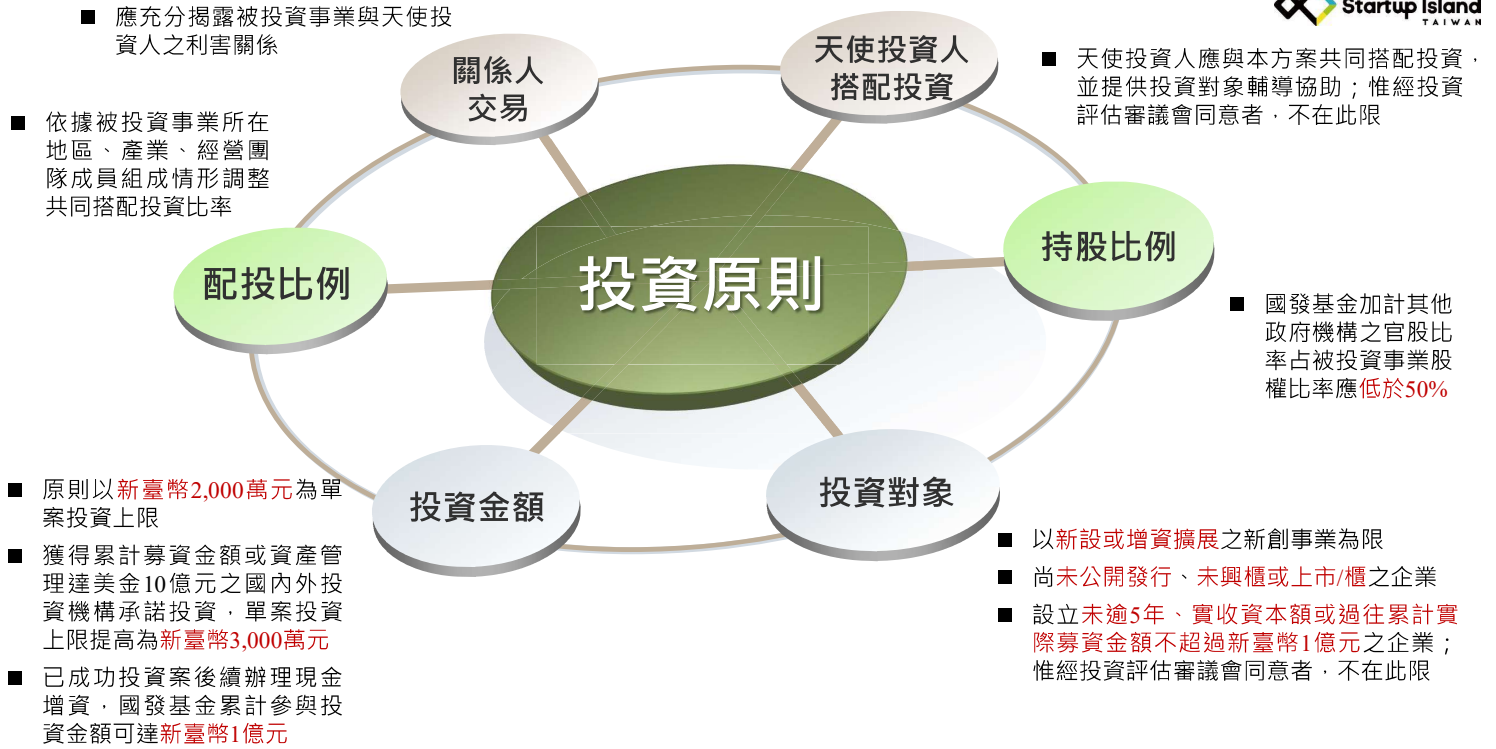 ■ 應充分揭露被投資事業與天使投
資人之利害關係
Startup Island
TAIWAN
關係人
交易
天使投資人
搭配投資
■ 天使投資人應與本方案共同搭配投資，
並提供投資對象輔導協助；惟經投資
評估審議會同意者，不在此限
■ 依據被投資事業所在
地區、產業、經營團
隊成員組成情形調整
共同搭配投資比率
配投比例
投資原則
持股比例
■ 國發基金加計其他
政府機構之官股比
率占被投資事業股
權比率應低於50%
投資金額
投資對象
■ 原則以新臺幣2,000萬元為單
案投資上限
■ 獲得累計募資金額或資產管
理達美金10億元之國內外投
資機構承諾投資，單案投資
上限提高為新臺幣3,000萬元
■ 已成功投資案後續辦理現金
增資，國發基金累計參與投
資金額可達新臺幣1億元
■ 以新設或增資擴展之新創事業為限
■ 尚未公開發行、未興櫃或上市/櫃之企業
■ 設立未逾5年、實收資本額或過往累計實
際募資金額不超過新臺幣1億元之企業；
惟經投資評估審議會同意者，不在此限